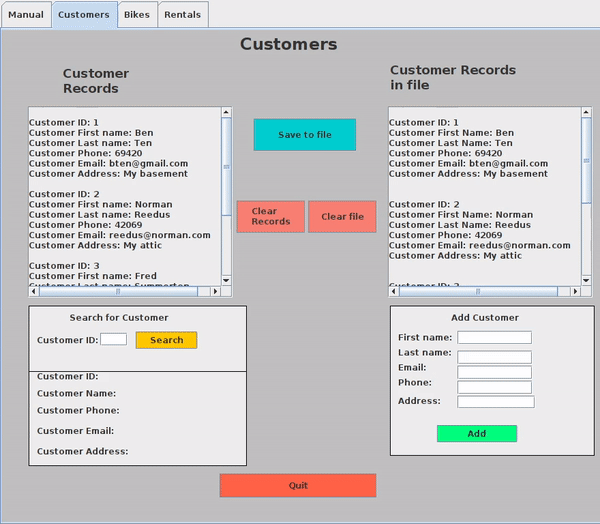 Manual
Customers
Bikes
Rentals
Customers
Customer
Records
Customer Records
in file
Customer ID: 1
Customer First name: Ben
Customer Last name: Ten
Customer Phone: 69420
Customer Email: bten@gmail.com
Customer Address: My basement
Customer ID: 2
Customer First name: Norman
Customer Last name: Reedus
Customer Phone: 42069
Customer Email: reedus@norman.com
Customer Address: My attic
Customer ID: 3
Customer First name: Fred
Customer Last name: Summerton
Save to file
Clear
Records
Clear file
Customer ID: 1
Customer First Name: Ben
Customer Last Name: Ten
Customer Phone: 69420
Customer Email: bten@gmail.com
Customer Address: My basement
Customer ID: 2
Customer First Name: Norman
Customer Last Name: Reedus
Customer Phone: 42069
Customer Email: reedus@norman.com
Customer Address: My attic
Customer ID: 3
Search for Customer
Customer ID:
Search
Customer ID:
Customer Name:
Customer Phone:
Customer Email:
Customer Address:
Add Customer
First name:
Last name:
Email:
Phone:
Address:
Add
Quit